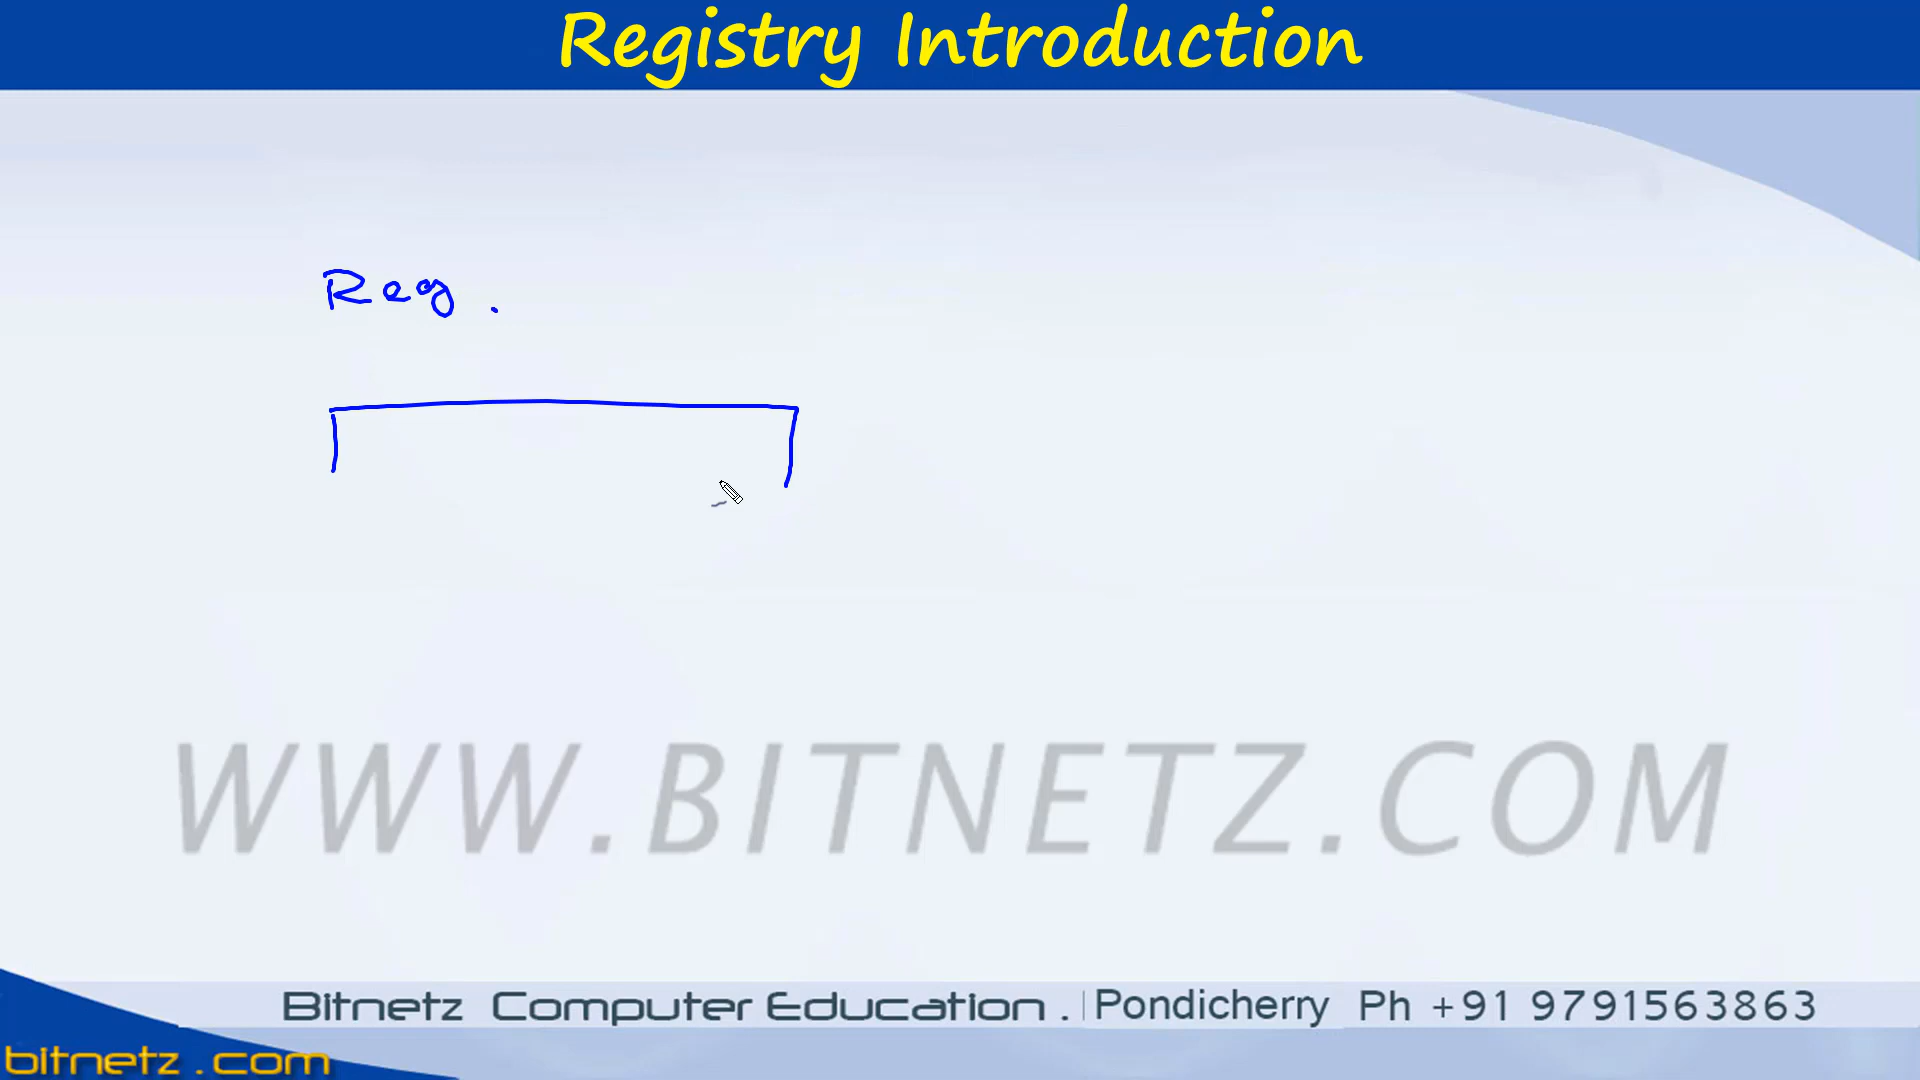 Registry Introduction
Reg .
WWW.BITNETZ.COM
Bitnetz Computer Education . | Pondicherry Ph +91 9791563863
bitnetz .com